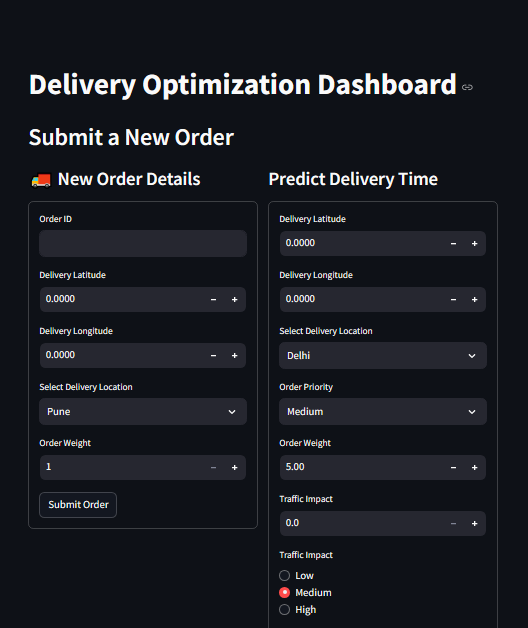 Delivery Optimization Dashboard
Submit a New Order
New Order Details
Order ID
Delivery Latitude
0.0000
Delivery Longitude
0.0000
Select Delivery Location
Pune
Order Weight
1
Submit Order
Predict Delivery Time
Delivery Latitude
0.0000
Delivery Longitude
0.0000
Select Delivery Location
Delhi
Order Priority
Medium
Order Weight
5.00
Traffic Impact
0.0
Traffic Impact
Low
Medium
High